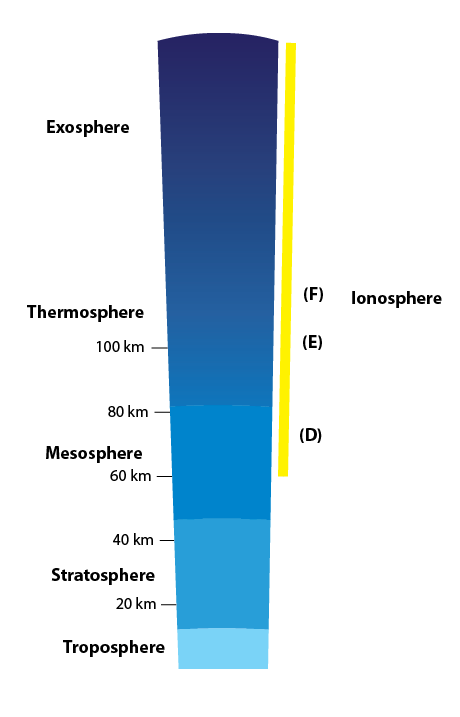 Exosphere
(F)
Ionosphere
Thermosphere
(E)
100 km
80 km
(D)
Mesosphere
60 km
40 km
Stratosphere
20 km
Troposphere